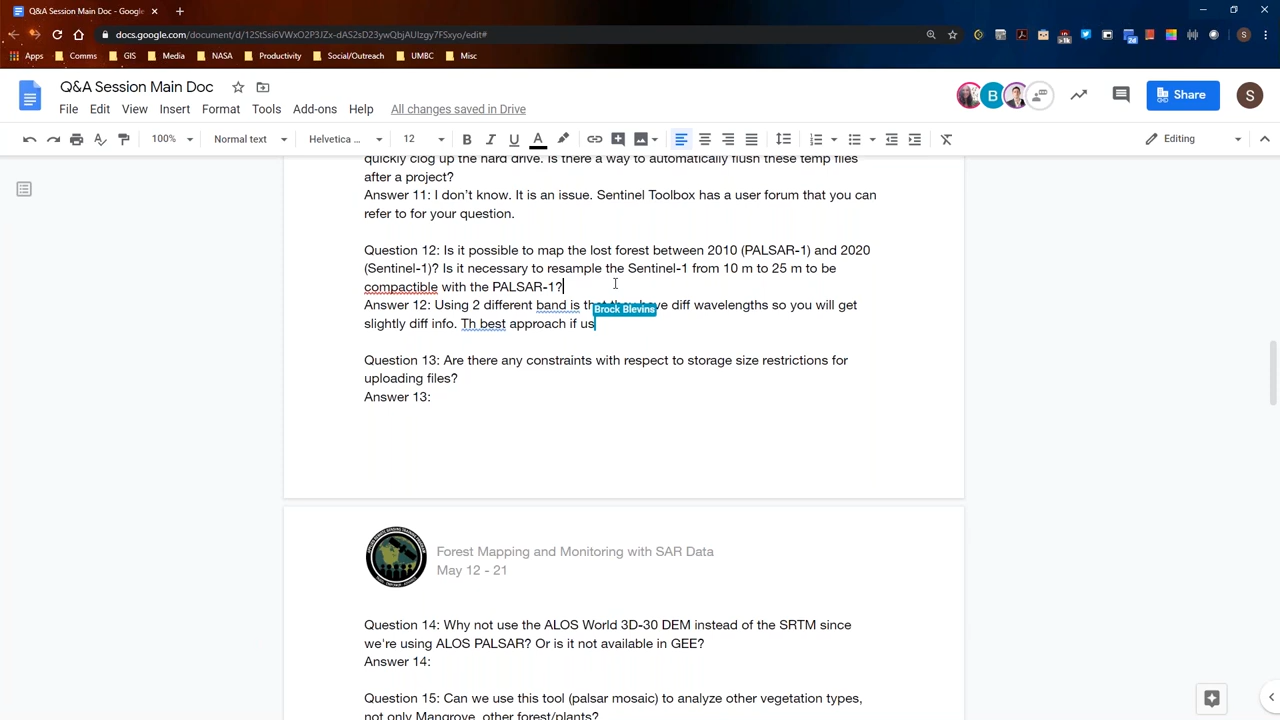 Q&A Session Main Doc - Google
docs.google.com/document/d/12StSsi6VWxO2P3JZx-dAS2sD23ywQbjAUIzgy7FSxyo/edit#
Apps Comms GIS Media NASA Productivity Social/Outreach UMBC Misc
Q&A Session Main Doc
File Edit View Insert Format Tools Add-ons Help All changes saved in Drive
B
Share
S
100% Normal text Helvetica ... 12 B I U A Editing
quickly clog up the hard drive. Is there a way to automatically flush these temp files
after a project?
Answer 11: I don't know. It is an issue. Sentinel Toolbox has a user forum that you can
refer to for your question.
Question 12: Is it possible to map the lost forest between 2010 (PALSAR-1) and 2020
(Sentinel-1)? Is it necessary to resample the Sentinel-1 from 10 m to 25 m to be
compactible with the PALSAR-1?
Answer 12: Using 2 different band is that they have diff wavelengths so you will get
Brock Blevins
slightly diff info. Th best approach if us
Question 13: Are there any constraints with respect to storage size restrictions for
uploading files?
Answer 13:
Forest Mapping and Monitoring with SAR Data
May 12 - 21
Question 14: Why not use the ALOS World 3D-30 DEM instead of the SRTM since
we're using ALOS PALSAR? Or is it not available in GEE?
Answer 14:
Question 15: Can we use this tool (palsar mosaic) to analyze other vegetation types,
not only Mangrove, other forest/plants?